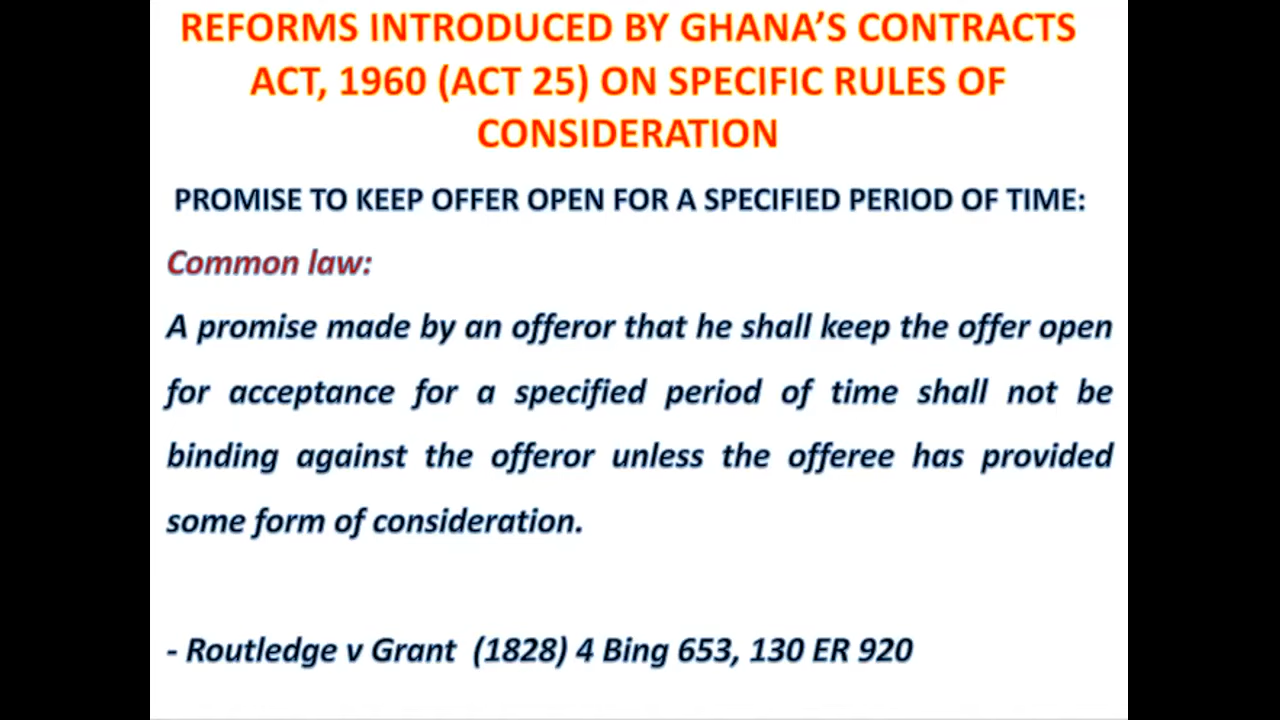 REFORMS INTRODUCED BY GHANA’S CONTRACTS
ACT, 1960 (ACT 25) ON SPECIFIC RULES OF
CONSIDERATION
PROMISE TO KEEP OFFER OPEN FOR A SPECIFIED PERIOD OF TIME:
Common law:
A promise made by an offeror that he shall keep the offer open
for acceptance for a specified period of time shall not be
binding against the offeror unless the offeree has provided
some form of consideration.
- Routledge v Grant (1828) 4 Bing 653, 130 ER 920